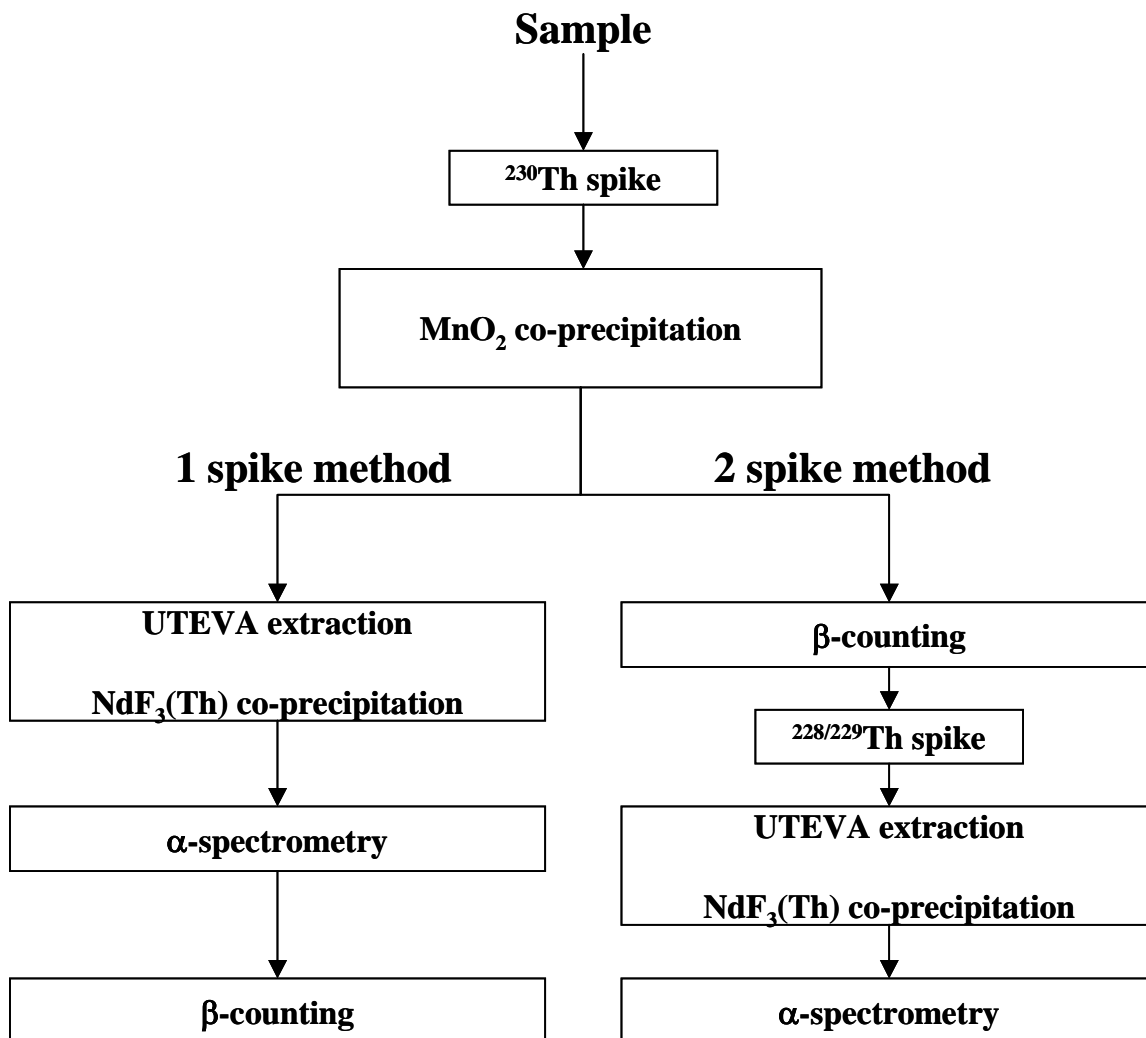 Sample
²³⁰Th spike
MnO₂ co-precipitation
1 spike method
2 spike method
UTEVA extraction
NdF₃(Th) co-precipitation
α-spectrometry
β-counting
β-counting
²²⁸/²²⁹Th spike
UTEVA extraction
NdF₃(Th) co-precipitation
α-spectrometry